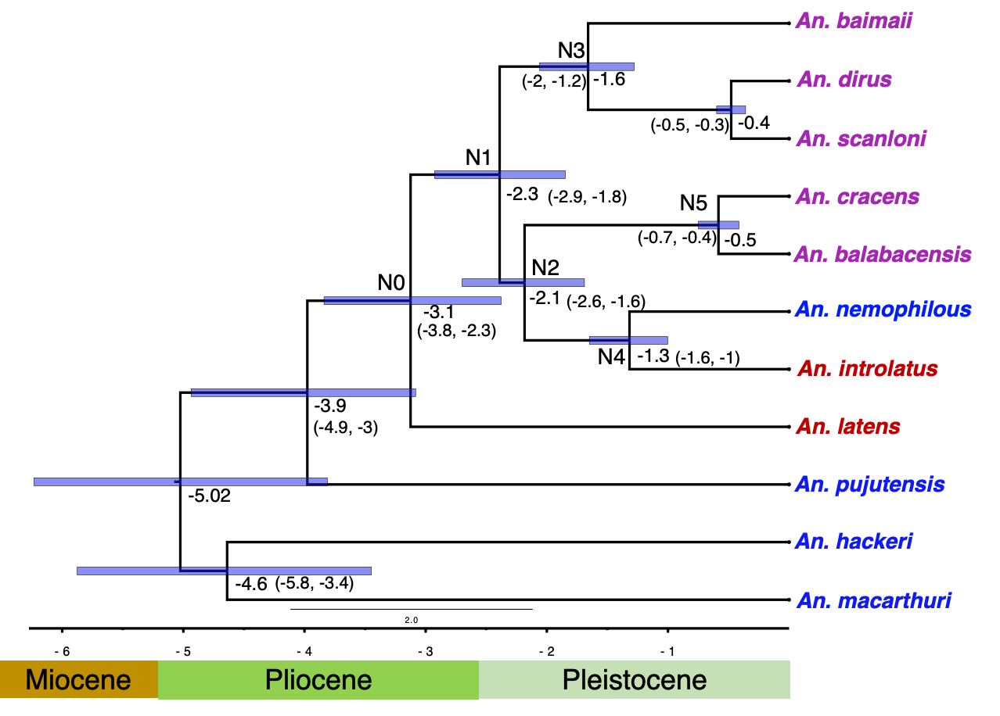 An. baimaii
N3
(-2, -1.2) -1.6
An. dirus
(-0.5, -0.3) -0.4
An. scanloni
N1
-2.3 (-2.9, -1.8)
An. cracens
N5
(-0.7, -0.4) -0.5
An. balabacensis
N2
N0
-2.1 (-2.6, -1.6)
An. nemophilous
-3.1
(-3.8, -2.3)
N4 -1.3 (-1.6, -1)
An. introlatus
-3.9
(-4.9, -3)
An. latens
An. pujutensis
-5.02
An. hackeri
-4.6 (-5.8, -3.4)
An. macarthuri
2.0
- 6 - 5 - 4 - 3 - 2 - 1
Miocene Pliocene Pleistocene